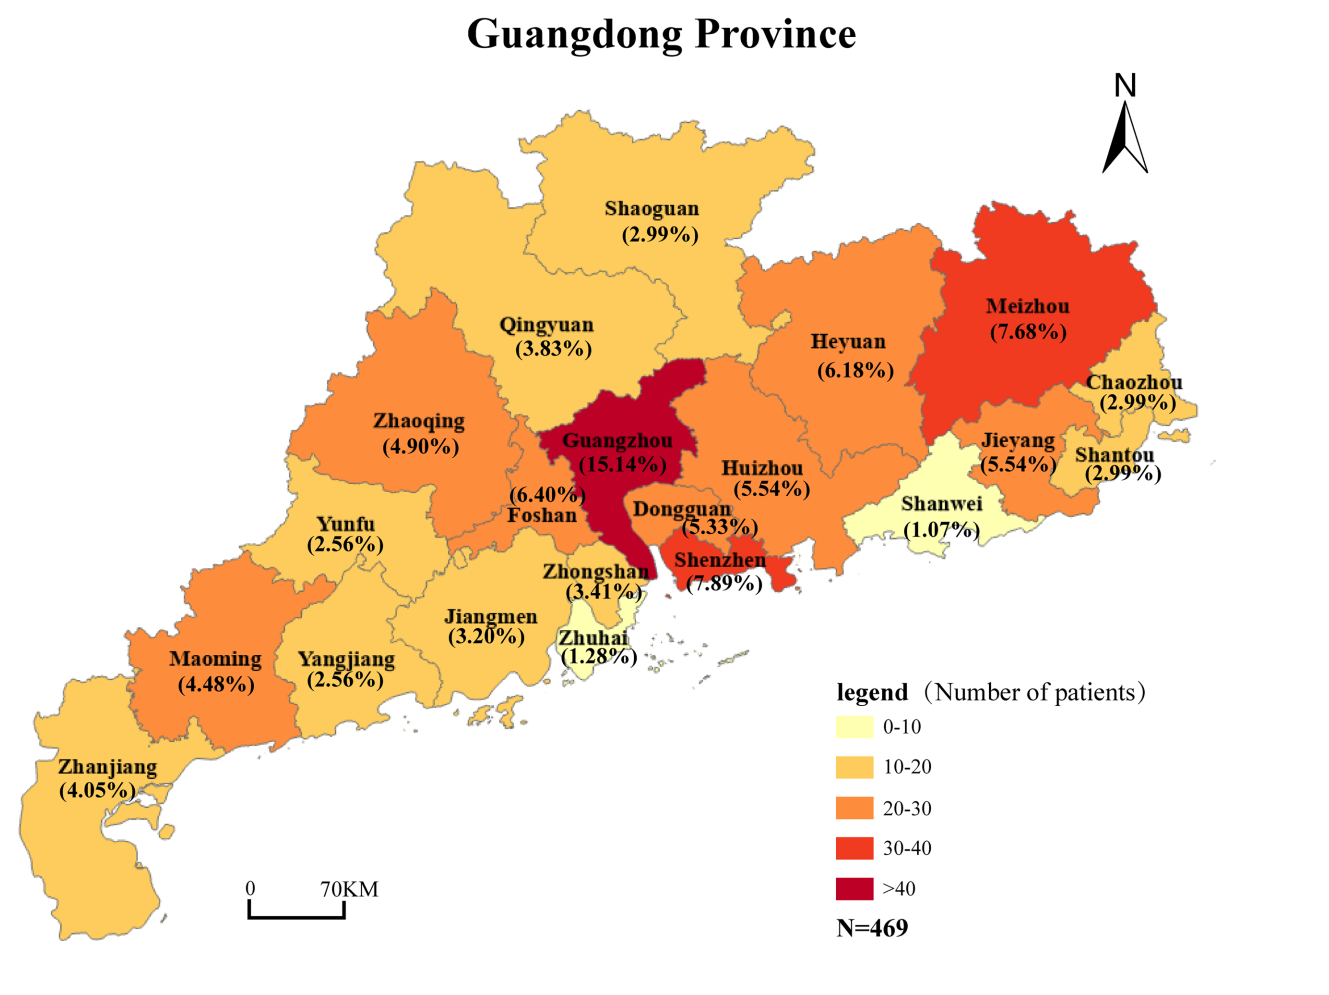 Guangdong Province
N
Shaoguan
(2.99%)
Qingyuan
(3.83%)
Meizhou
(7.68%)
Heyuan
(6.18%)
Chaozhou
(2.99%)
Zhaoqing
(4.90%)
Guangzhou
(15.14%)
Jieyang
(5.54%)
Shantou
(2.99%)
Huizhou
(5.54%)
(6.40%)
Foshan
Dongguan
(5.33%)
Shanwei
(1.07%)
Yunfu
(2.56%)
Shenzhen
(7.89%)
Zhongshan
(3.41%)
Jiangmen
(3.20%)
Zhuhai
(1.28%)
Maoming
(4.48%)
Yangjiang
(2.56%)
Zhanjiang
(4.05%)
legend（Number of patients）
0-10
10-20
20-30
30-40
>40
N=469
0 70KM